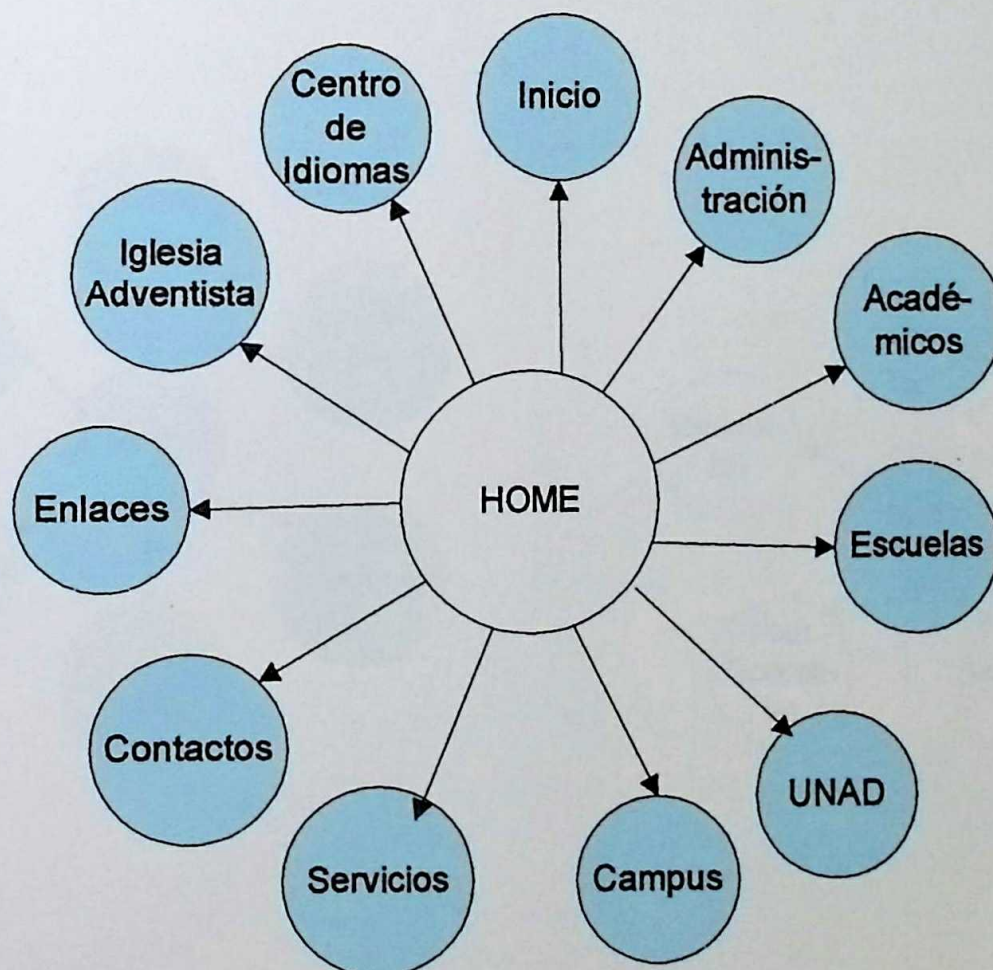 Centro
de
Idiomas
Inicio
Adminis-
tración
Iglesia
Adventista
Acadé-
micos
Enlaces
HOME
Escuelas
Contactos
UNAD
Servicios
Campus